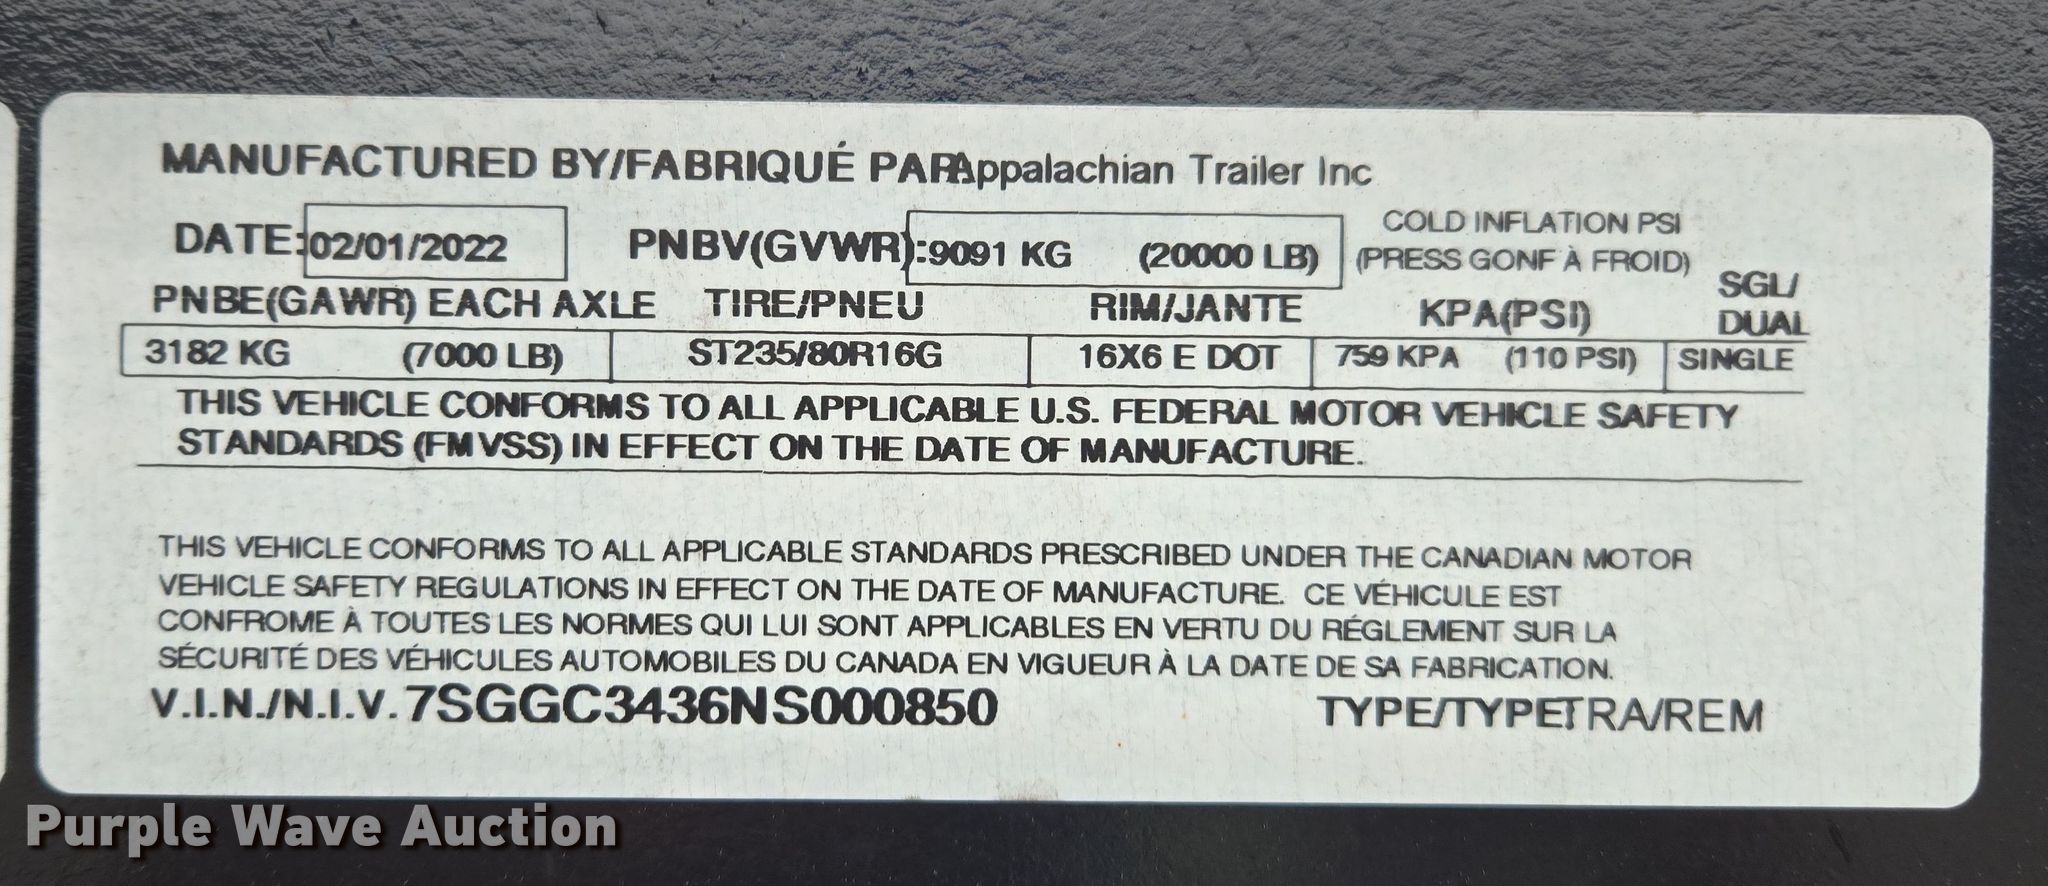 MANUFACTURED BY/FABRIQUÉ PAR Appalachian Trailer Inc
DATE: 02/01/2022 PNBV(GVWR): 9091 KG (20000 LB) COLD INFLATION PSI
(PRESS GONF À FROID)
PNBE(GAWR) EACH AXLE TIRE/PNEU RIM/JANTE KPA(PSI) SGL/
DUAL
3182 KG (7000 LB) ST235/80R16G 16X6 E DOT 759 KPA (110 PSI) SINGLE
THIS VEHICLE CONFORMS TO ALL APPLICABLE U.S. FEDERAL MOTOR VEHICLE SAFETY
STANDARDS (FMVSS) IN EFFECT ON THE DATE OF MANUFACTURE.
THIS VEHICLE CONFORMS TO ALL APPLICABLE STANDARDS PRESCRIBED UNDER THE CANADIAN MOTOR
VEHICLE SAFETY REGULATIONS IN EFFECT ON THE DATE OF MANUFACTURE. CE VÉHICULE EST
CONFROME À TOUTES LES NORMES QUI LUI SONT APPLICABLES EN VERTU DU RÉGLEMENT SUR LA
SÉCURITÉ DES VÉHICULES AUTOMOBILES DU CANADA EN VIGUEUR À LA DATE DE SA FABRICATION.
V.I.N./N.I.V. 7SGGC3436NS000850 TYPE/TYPE TRA/REM
Purple Wave Auction